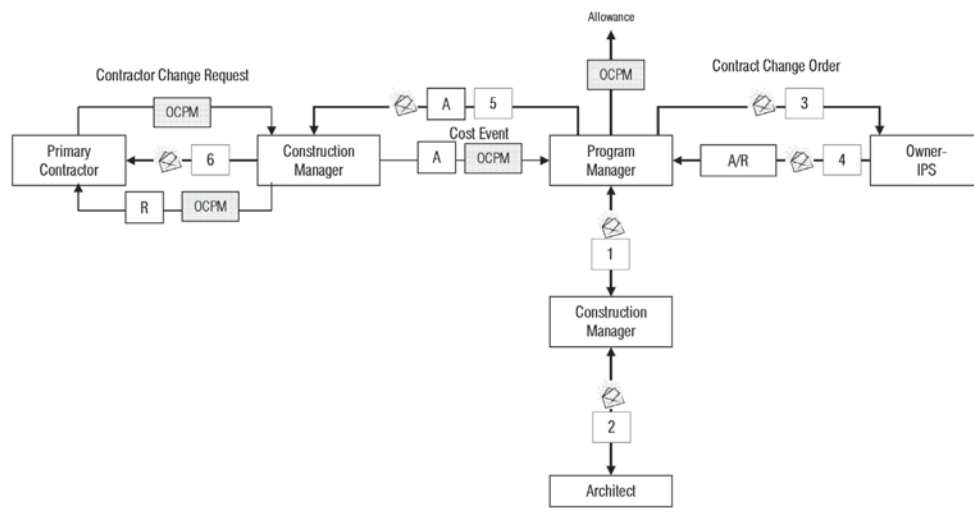 Allowance
OCPM
Contractor Change Request
Contract Change Order
OCPM
A
5
3
Cost Event
Primary
Contractor
6
Construction
Manager
A
OCPM
Program
Manager
A/R
4
Owner-
IPS
R
OCPM
1
Construction
Manager
2
Architect